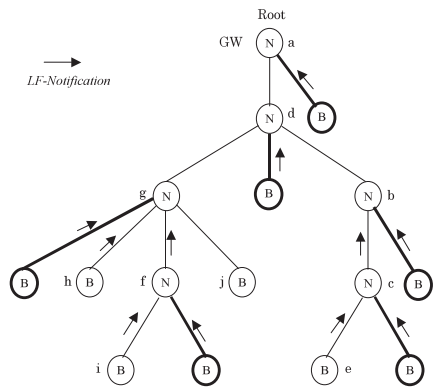 Root
GW N a
LF-Notification
B
N d
B
g N
N b
B
h B
f N
j B
N c
B
i B
B
B e
B